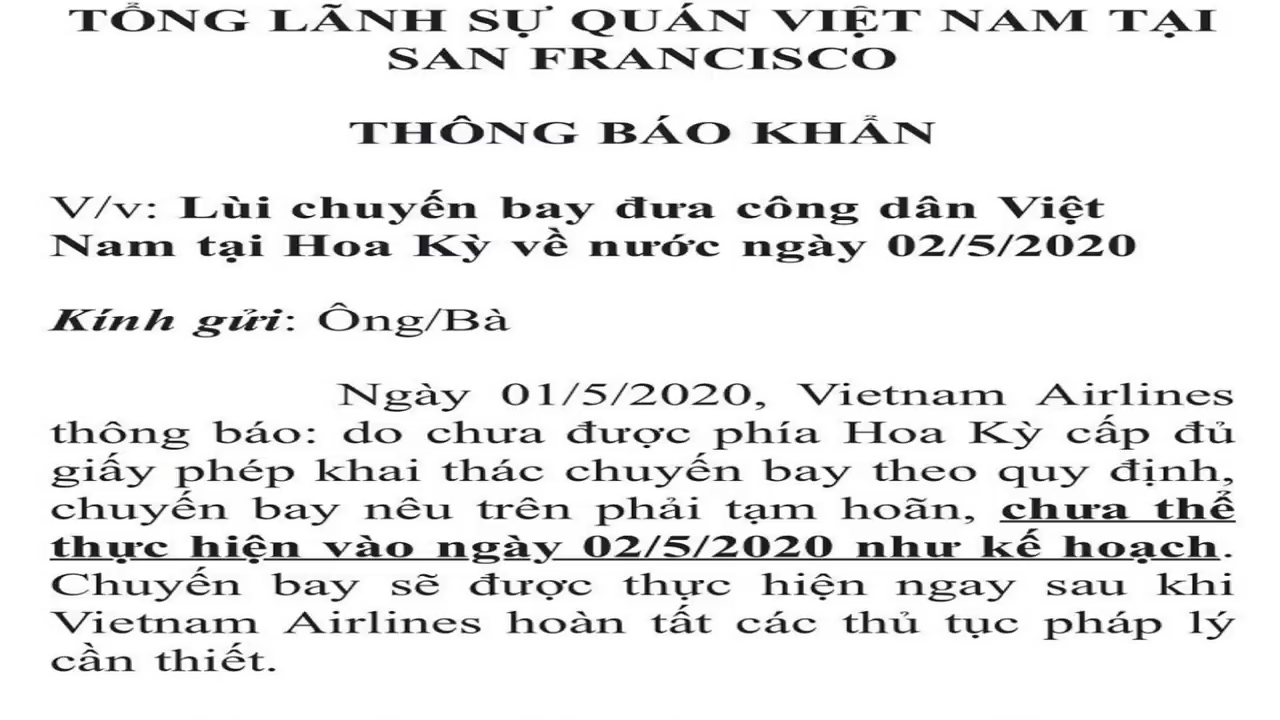 TỔNG LÃNH SỰ QUÁN VIỆT NAM TẠI
SAN FRANCISCO
THÔNG BÁO KHẨN
V/v: Lùi chuyến bay đưa công dân Việt
Nam tại Hoa Kỳ về nước ngày 02/5/2020
Kính gửi: Ông/Bà
Ngày 01/5/2020, Vietnam Airlines
thông báo: do chưa được phía Hoa Kỳ cấp đủ
giấy phép khai thác chuyến bay theo quy định,
chuyến bay nêu trên phải tạm hoãn, chưa thể
thực hiện vào ngày 02/5/2020 như kế hoạch.
Chuyến bay sẽ được thực hiện ngay sau khi
Vietnam Airlines hoàn tất các thủ tục pháp lý
cần thiết.